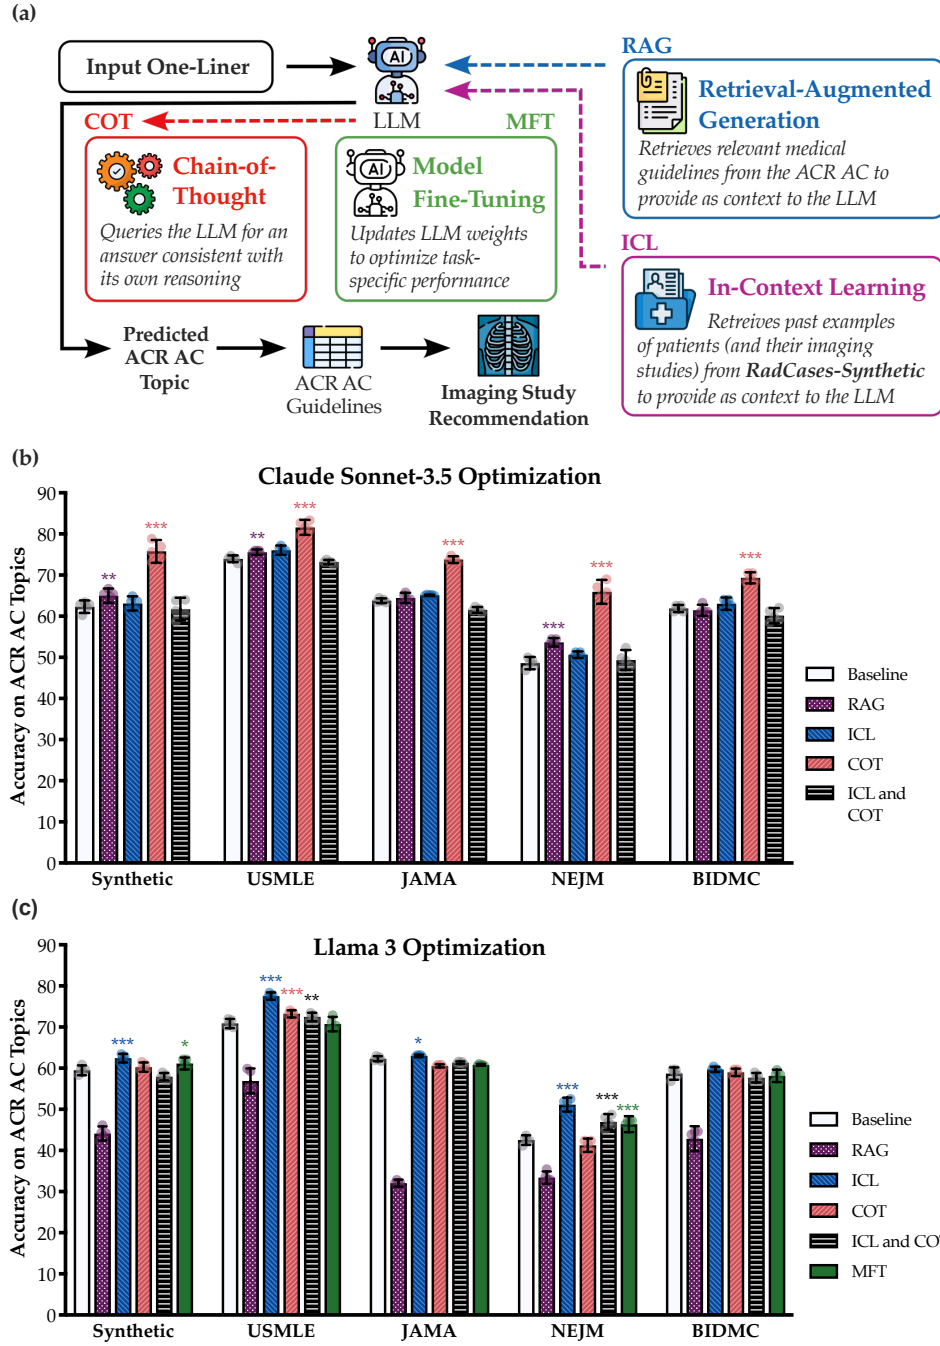 (a)
Input One-Liner
AI
LLM
RAG
Retrieval-Augmented
Generation
Retrieves relevant medical
guidelines from the ACR AC to
provide as context to the LLM
COT
Chain-of-
Thought
Queries the LLM for an
answer consistent with
its own reasoning
MFT
AI
Model
Fine-Tuning
Updates LLM weights
to optimize task-
specific performance
ICL
In-Context Learning
Retreives past examples
of patients (and their imaging
studies) from RadCases-Synthetic
to provide as context to the LLM
Predicted
ACR AC
Topic
ACR AC
Guidelines
Imaging Study
Recommendation
(b)
Claude Sonnet-3.5 Optimization
Accuracy on ACR AC Topics
90
80
70
60
50
40
30
20
10
0
***
**
**
***
***
***
***
***
Synthetic
USMLE
JAMA
NEJM
BIDMC
Baseline
RAG
ICL
COT
ICL and
COT
(c)
Llama 3 Optimization
Accuracy on ACR AC Topics
90
80
70
60
50
40
30
20
10
0
***
*
***
***
**
*
***
***
***
Synthetic
USMLE
JAMA
NEJM
BIDMC
Baseline
RAG
ICL
COT
ICL and CO
MFT